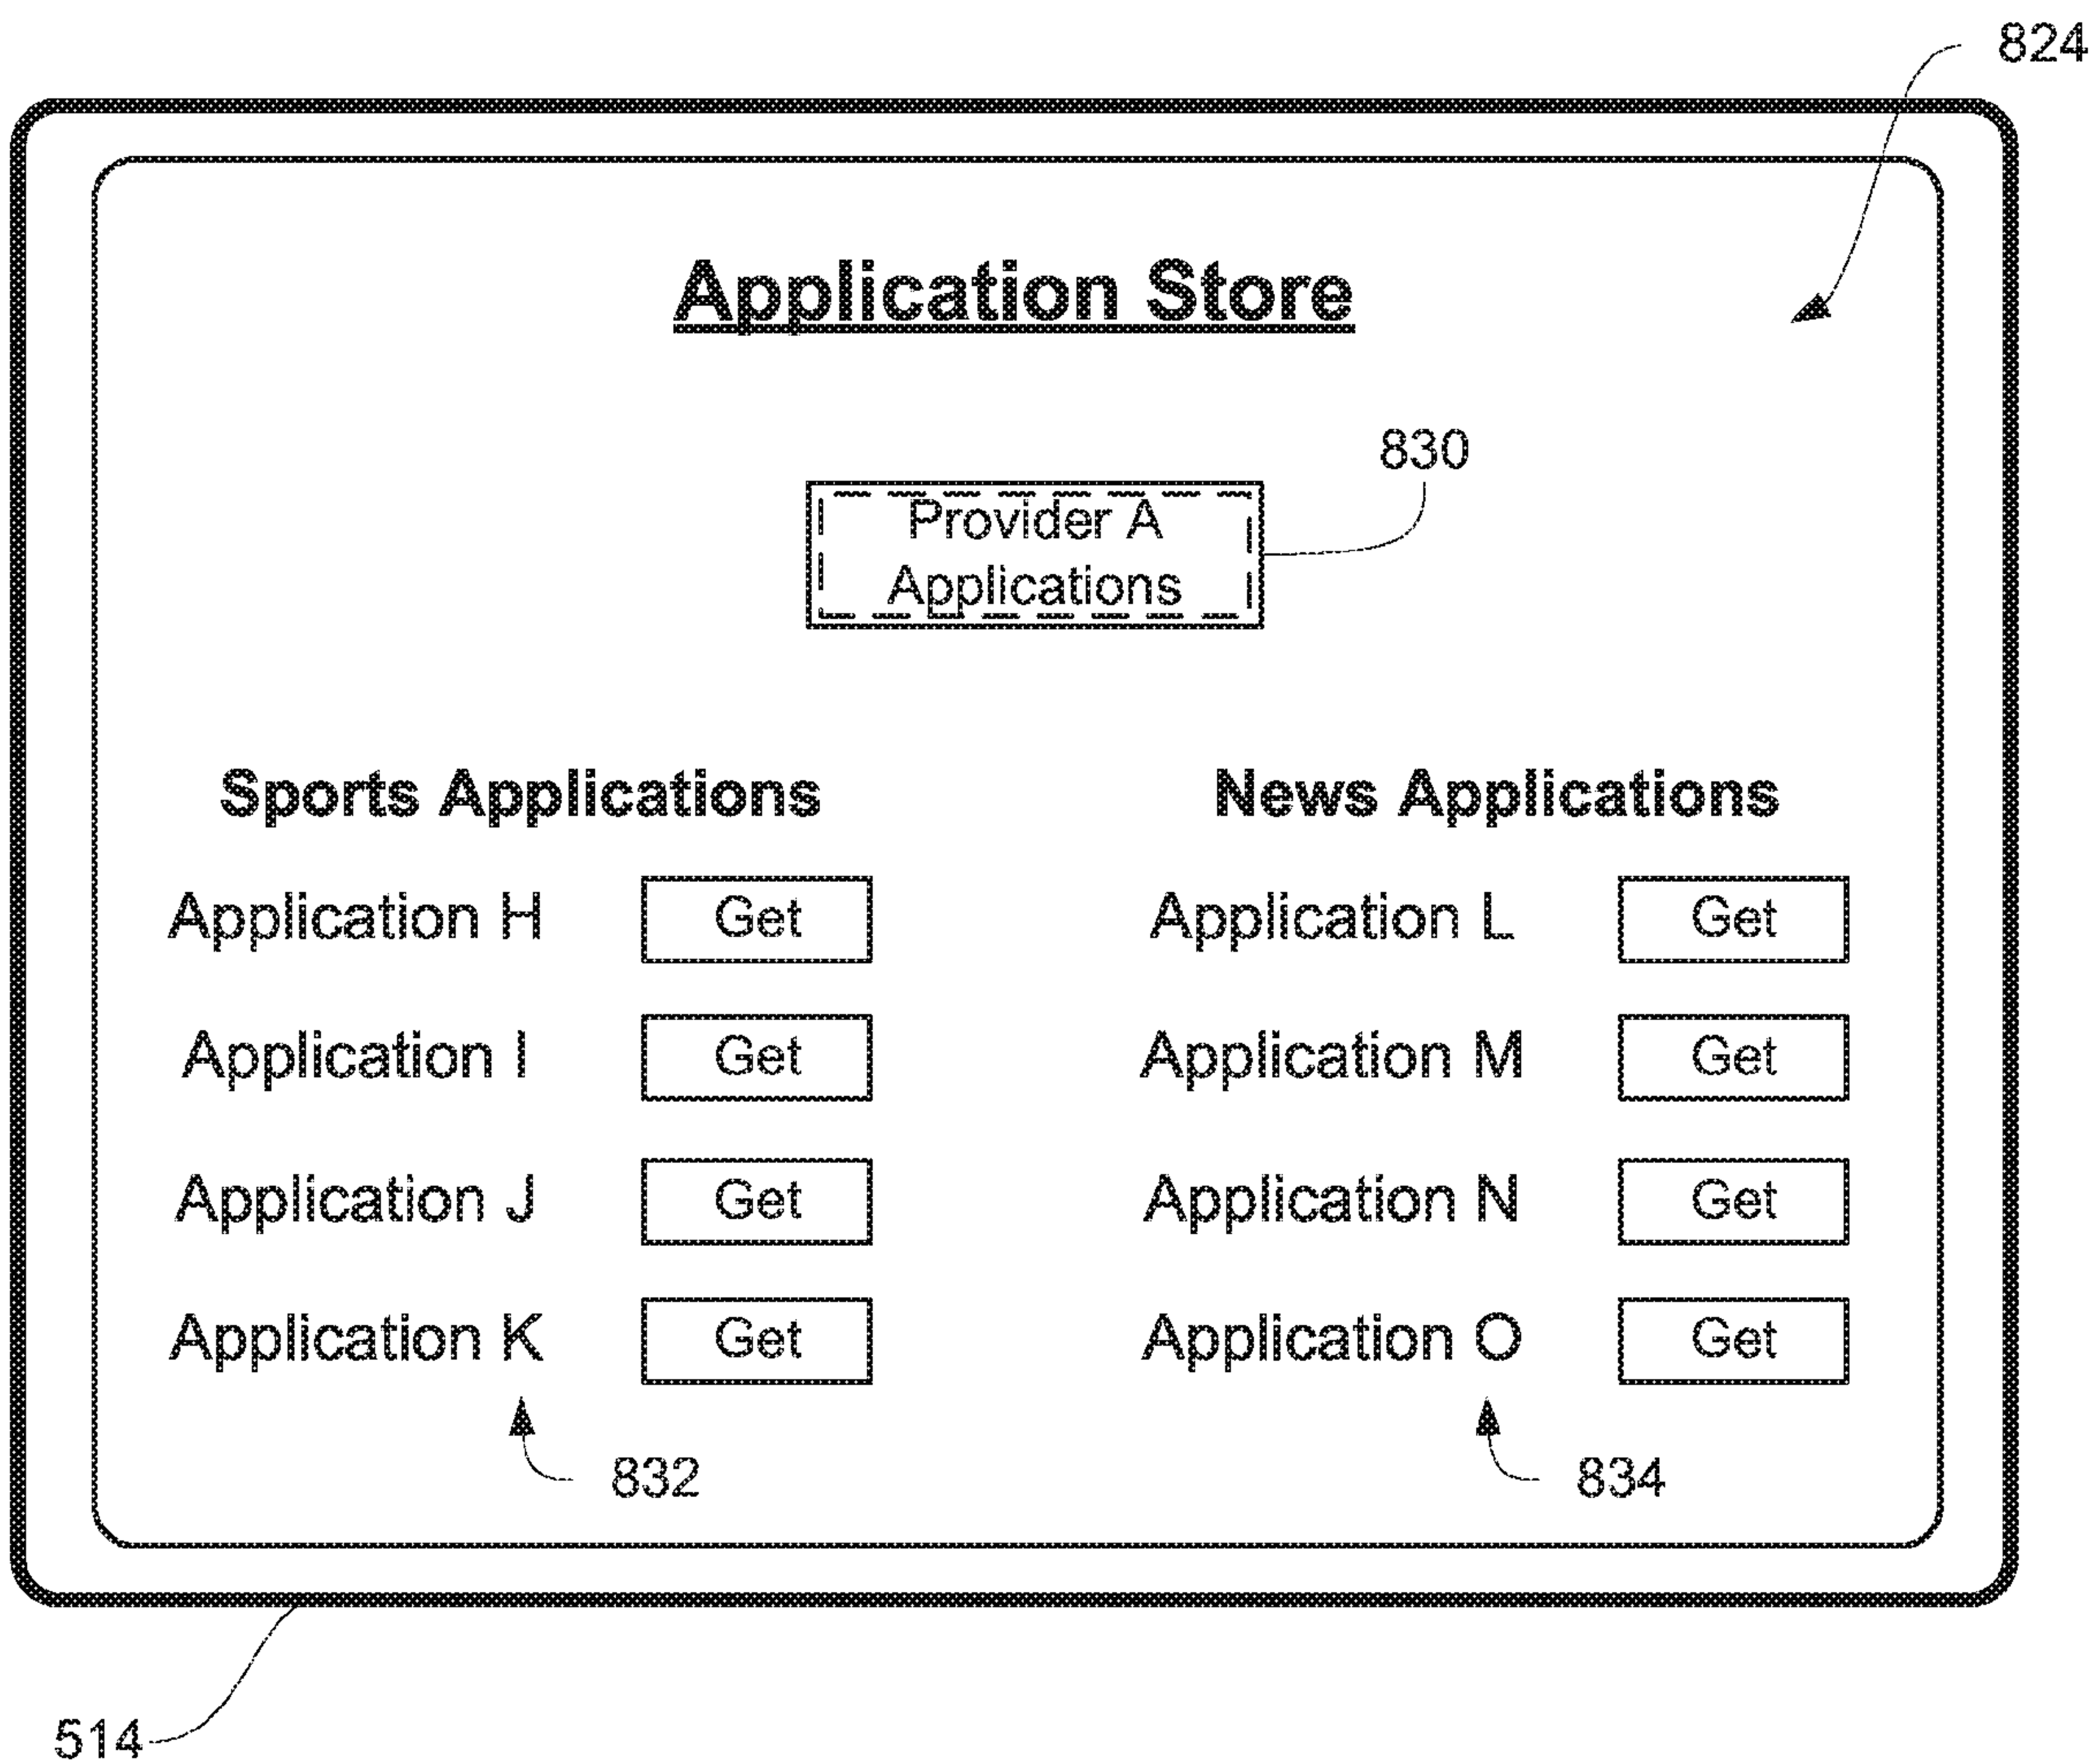 824
Application Store
830
Provider A
Applications
Sports Applications
News Applications
Application H Get
Application L Get
Application I Get
Application M Get
Application J Get
Application N Get
Application K Get
Application O Get
832
834
514